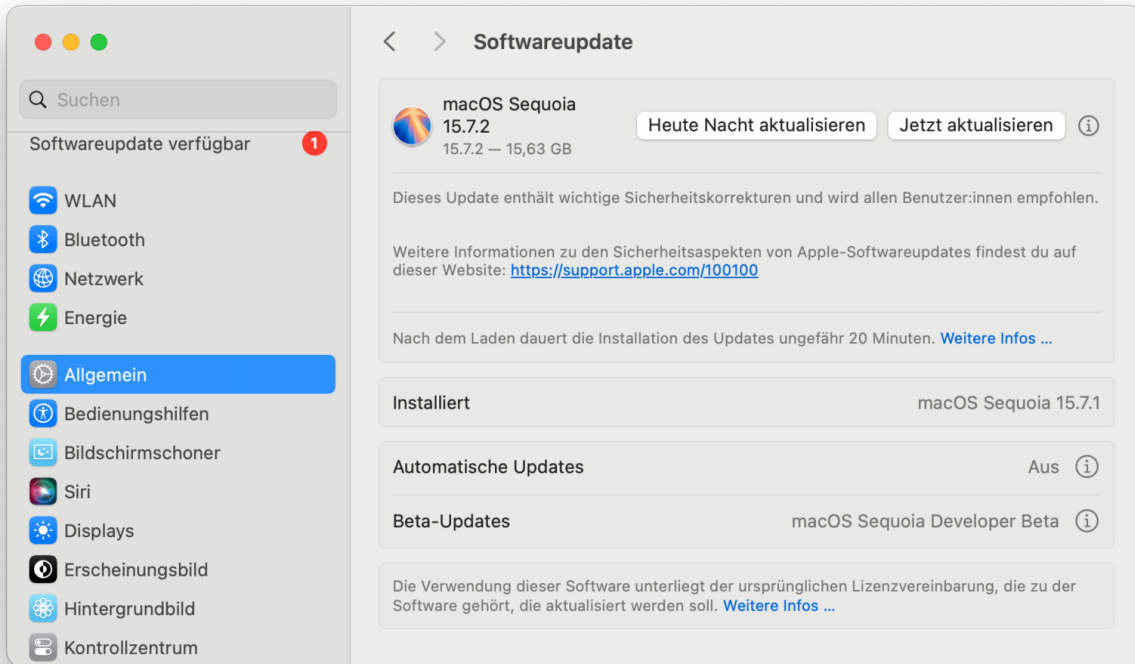 Softwareupdate
Suchen
Softwareupdate verfügbar 1
WLAN
Bluetooth
Netzwerk
Energie
Allgemein
Bedienungshilfen
Bildschirmschoner
Siri
Displays
Erscheinungsbild
Hintergrundbild
Kontrollzentrum
macOS Sequoia
15.7.2
15.7.2 — 15,63 GB
Heute Nacht aktualisieren
Jetzt aktualisieren
Dieses Update enthält wichtige Sicherheitskorrekturen und wird allen Benutzer:innen empfohlen.
Weitere Informationen zu den Sicherheitsaspekten von Apple-Softwareupdates findest du auf
dieser Website: https://support.apple.com/100100
Nach dem Laden dauert die Installation des Updates ungefähr 20 Minuten. Weitere Infos ...
Installiert macOS Sequoia 15.7.1
Automatische Updates Aus
Beta-Updates macOS Sequoia Developer Beta
Die Verwendung dieser Software unterliegt der ursprünglichen Lizenzvereinbarung, die zu der
Software gehört, die aktualisiert werden soll. Weitere Infos ...